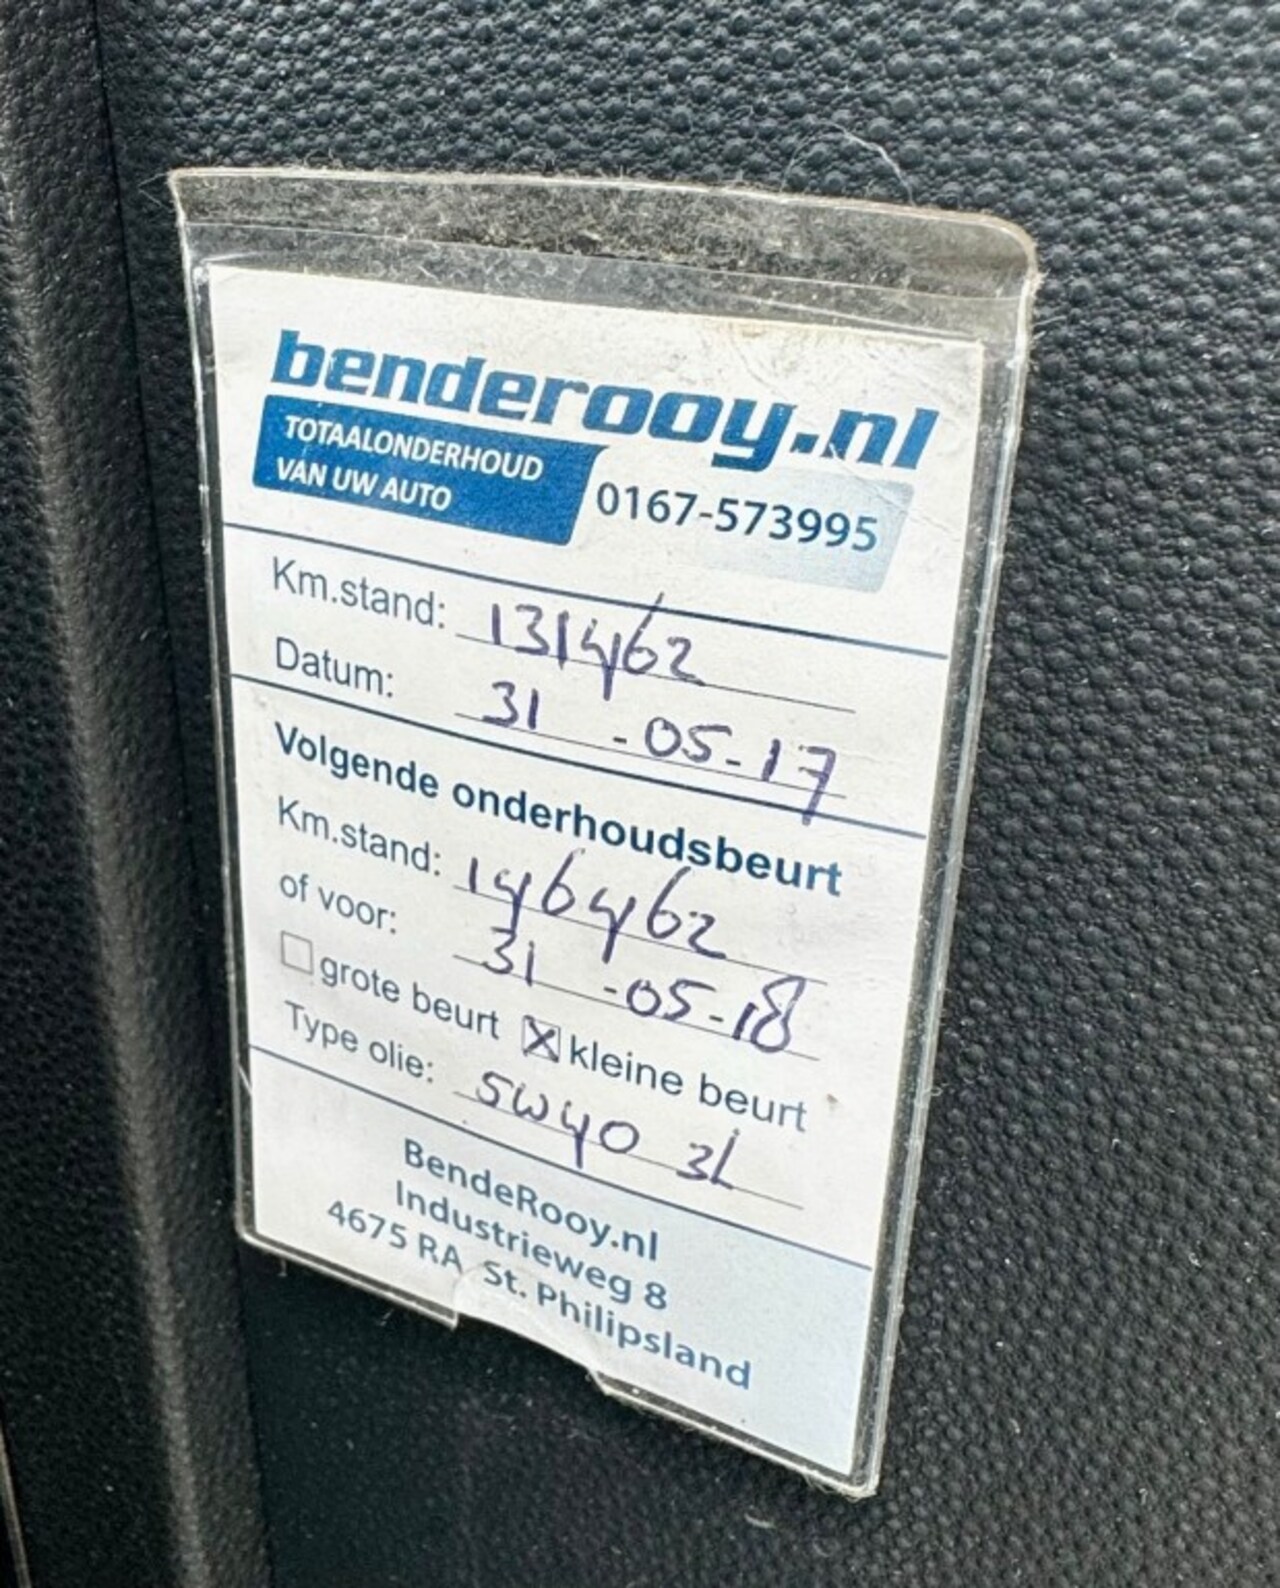 benderooy.nl
TOTAALONDERHOUD
VAN UW AUTO
0167-573995
Km.stand: 131462
Datum: 31 -05-17
Volgende onderhoudsbeurt
Km.stand: 146462
of voor: 31 -05-18
grote beurt X kleine beurt
Type olie: 5W40 3L
BendeRooy.nl
Industrieweg 8
4675 RA St. Philipsland